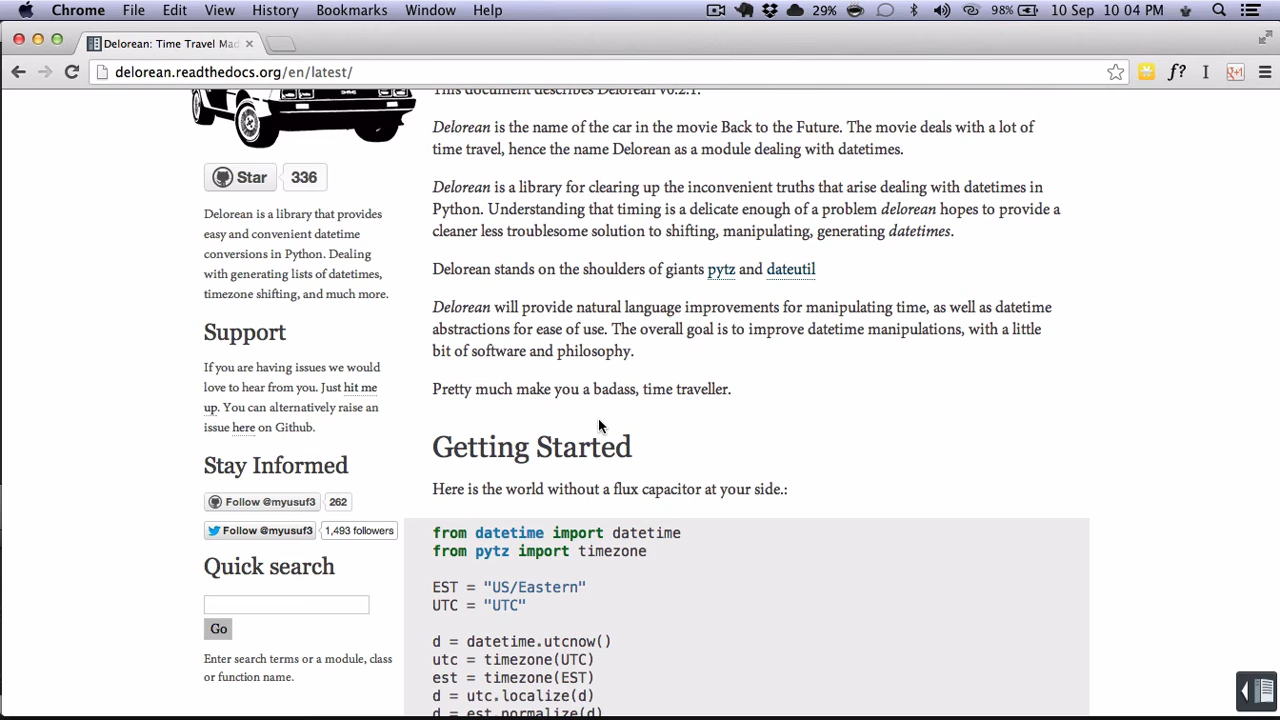 Chrome File Edit View History Bookmarks Window Help 29% 98% 10 Sep 10:04 PM
Delorean: Time Travel Mad
delorean.readthedocs.org/en/latest/
f?
g+1
This document describes Delorean v0.2.1.
Delorean is the name of the car in the movie Back to the Future. The movie deals with a lot of
time travel, hence the name Delorean as a module dealing with datetimes.
Delorean is a library for clearing up the inconvenient truths that arise dealing with datetimes in
Python. Understanding that timing is a delicate enough of a problem delorean hopes to provide a
cleaner less troublesome solution to shifting, manipulating, generating datetimes.
Delorean stands on the shoulders of giants pytz and dateutil
Delorean will provide natural language improvements for manipulating time, as well as datetime
abstractions for ease of use. The overall goal is to improve datetime manipulations, with a little
bit of software and philosophy.
Pretty much make you a badass, time traveller.
Getting Started
Here is the world without a flux capacitor at your side.:
from datetime import datetime
from pytz import timezone
EST = "US/Eastern"
UTC = "UTC"
d = datetime.utcnow()
utc = timezone(UTC)
est = timezone(EST)
d = utc.localize(d)
d = est.normalize(d)
Star 336
Delorean is a library that provides
easy and convenient datetime
conversions in Python. Dealing
with generating lists of datetimes,
timezone shifting, and much more.
Support
If you are having issues we would
love to hear from you. Just hit me
up. You can alternatively raise an
issue here on Github.
Stay Informed
Follow @myusuf3 262
Follow @myusuf3 1,493 followers
Quick search
Go
Enter search terms or a module, class
or function name.